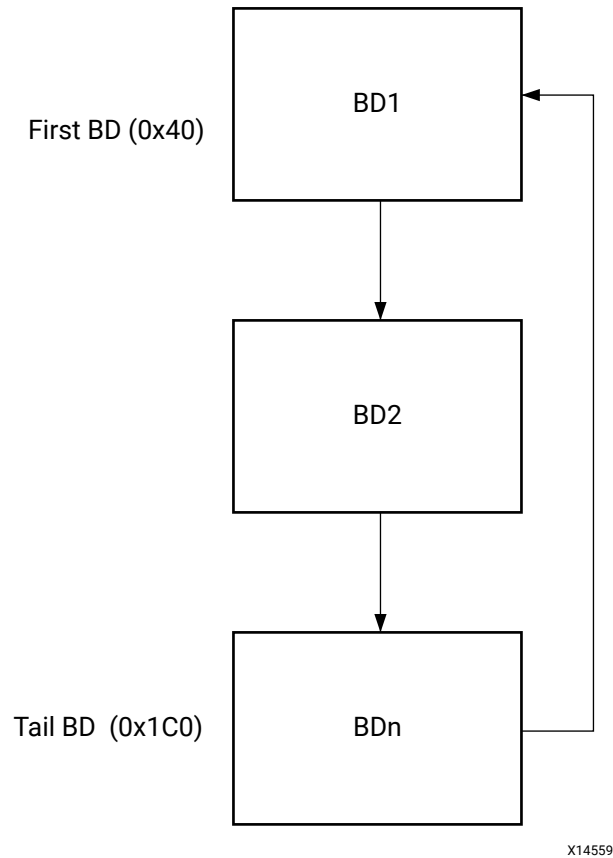 BD1
First BD (0x40)
BD2
Tail BD (0x1C0)
BDn
X14559